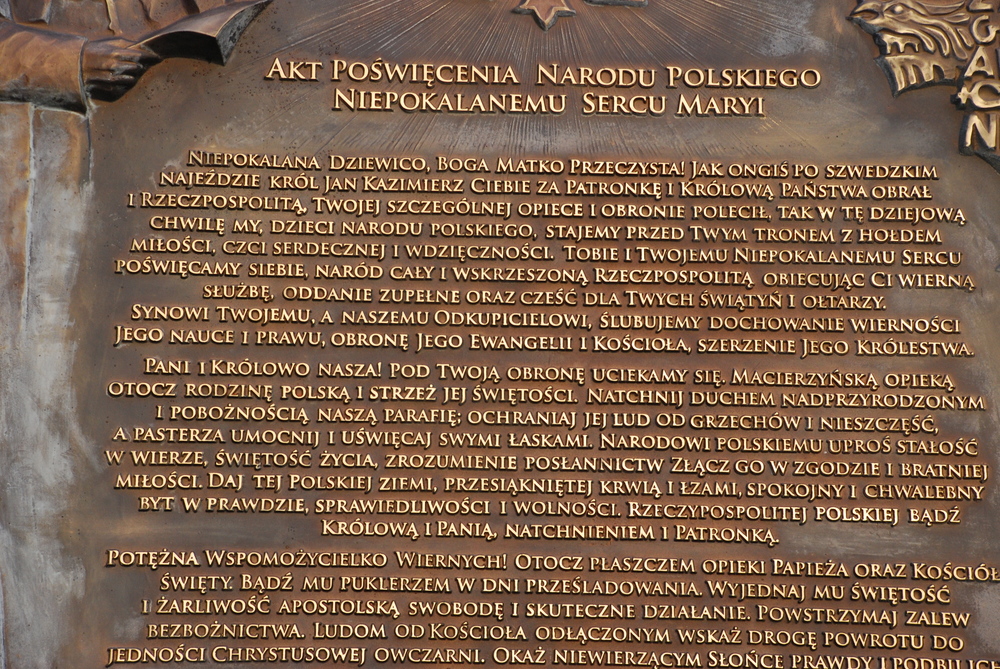 Akt Poświęcenia Narodu Polskiego
Niepokalanemu Sercu Maryi
Niepokalana Dziewico, Boga Matko Przeczysta! Jak ongiś po szwedzkim
najeździe król Jan Kazimierz Ciebie za Patronkę i Królową Państwa obrał
i Rzeczpospolitą, Twojej szczególnej opiece i obronie polecił, tak w tę dziejową
chwilę my, dzieci narodu polskiego, stajemy przed Twym tronem z hołdem
miłości, czci serdecznej i wdzięczności. Tobie i Twojemu Niepokalanemu Sercu
poświęcamy siebie, naród cały i wskrzeszoną Rzeczpospolitą obiecując Ci wierną
służbę, oddanie zupełne oraz cześć dla Twych świątyń i ołtarzy.
Synowi Twojemu, a naszemu Odkupicielowi, ślubujemy dochowanie wierności
Jego nauce i prawu, obronę Jego Ewangelii i Kościoła, szerzenie Jego Królestwa.
Pani i Królowo nasza! Pod Twoją obronę uciekamy się. Macierzyńską opieką
otocz rodzinę polską i strzeż jej świętości. Natchnij duchem nadprzyrodzonym
i pobożnością naszą parafię; ochraniaj jej lud od grzechów i nieszczęść,
a pasterza umocnij i uświęcaj swymi łaskami. Narodowi polskiemu uproś stałość
w wierze, świętość życia, zrozumienie posłannictw. Złącz go w zgodzie i bratniej
miłości. Daj tej Polskiej ziemi, przesiąkniętej krwią i łzami, spokojny i chwalebny
byt w prawdzie, sprawiedliwości i wolności. Rzeczypospolitej Polskiej bądź
Królową i Panią, natchnieniem i Patronką.
Potężna Wspomożycielko Wiernych! Otocz płaszczem opieki Papieża oraz Kościół
święty. Bądź mu puklerzem w dni prześladowania. Wyjednaj mu świętość
i żarliwość apostolską swobodę i skuteczne działanie. Powstrzymaj zalew
bezbożnictwa. Ludom od Kościoła odłączonym wskaż drogę powrotu do
jedności Chrystusowej owczarni. Okaż niewierzącym Słońce Prawdy i